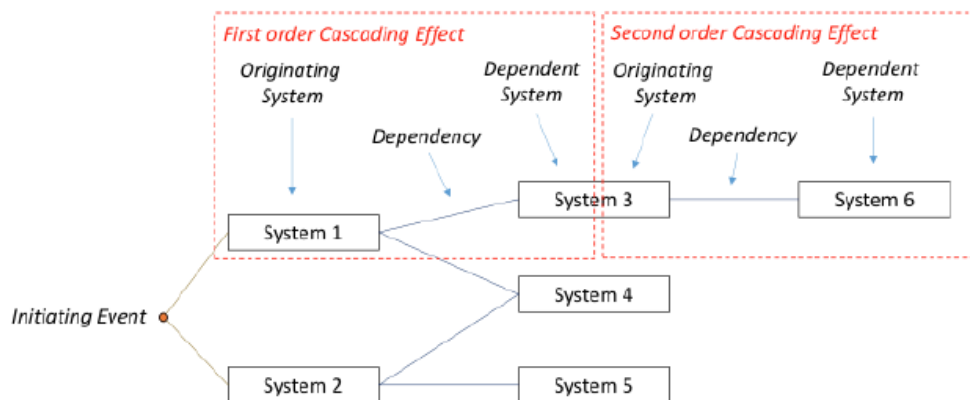 First order Cascading Effect
Second order Cascading Effect
Originating
System
Dependent
System
Originating
System
Dependent
System
Dependency
Dependency
System 3
System 6
System 1
System 4
Initiating Event
System 2
System 5